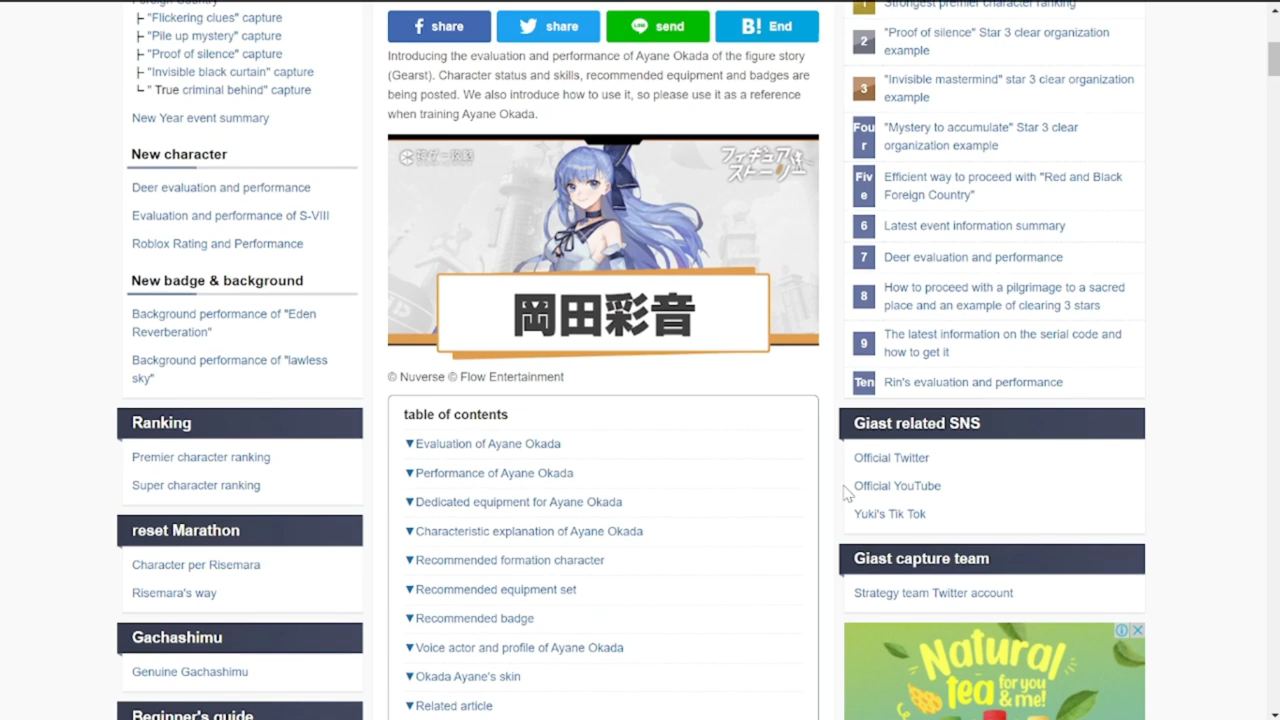 Foreign Country
├ "Flickering clues" capture
├ "Pile up mystery" capture
├ "Proof of silence" capture
├ "Invisible black curtain" capture
└ " True criminal behind" capture
New Year event summary
New character
Deer evaluation and performance
Evaluation and performance of S-VIII
Roblox Rating and Performance
New badge & background
Background performance of "Eden
Reverberation"
Background performance of "lawless
sky"
Ranking
Premier character ranking
Super character ranking
reset Marathon
Character per Risemara
Risemara's way
Gachashimu
Genuine Gachashimu
Beginner's guide
share
share
send
B! End
Introducing the evaluation and performance of Ayane Okada of the figure story
(Gearst). Character status and skills, recommended equipment and badges are
being posted. We also introduce how to use it, so please use it as a reference
when training Ayane Okada.
フィギュア
ストーリー
岡田彩音
© Nuverse © Flow Entertainment
table of contents
▼Evaluation of Ayane Okada
▼Performance of Ayane Okada
▼Dedicated equipment for Ayane Okada
▼Characteristic explanation of Ayane Okada
▼Recommended formation character
▼Recommended equipment set
▼Recommended badge
▼Voice actor and profile of Ayane Okada
▼Okada Ayane's skin
▼Related article
1 Strongest premier character ranking
2 "Proof of silence" Star 3 clear organization
example
3 "Invisible mastermind" star 3 clear organization
example
Four "Mystery to accumulate" Star 3 clear
organization example
Five Efficient way to proceed with "Red and Black
Foreign Country"
6 Latest event information summary
7 Deer evaluation and performance
8 How to proceed with a pilgrimage to a sacred
place and an example of clearing 3 stars
9 The latest information on the serial code and
how to get it
Ten Rin's evaluation and performance
Giast related SNS
Official Twitter
Official YouTube
Yuki's Tik Tok
Giast capture team
Strategy team Twitter account
Natural
tea for you
& me!